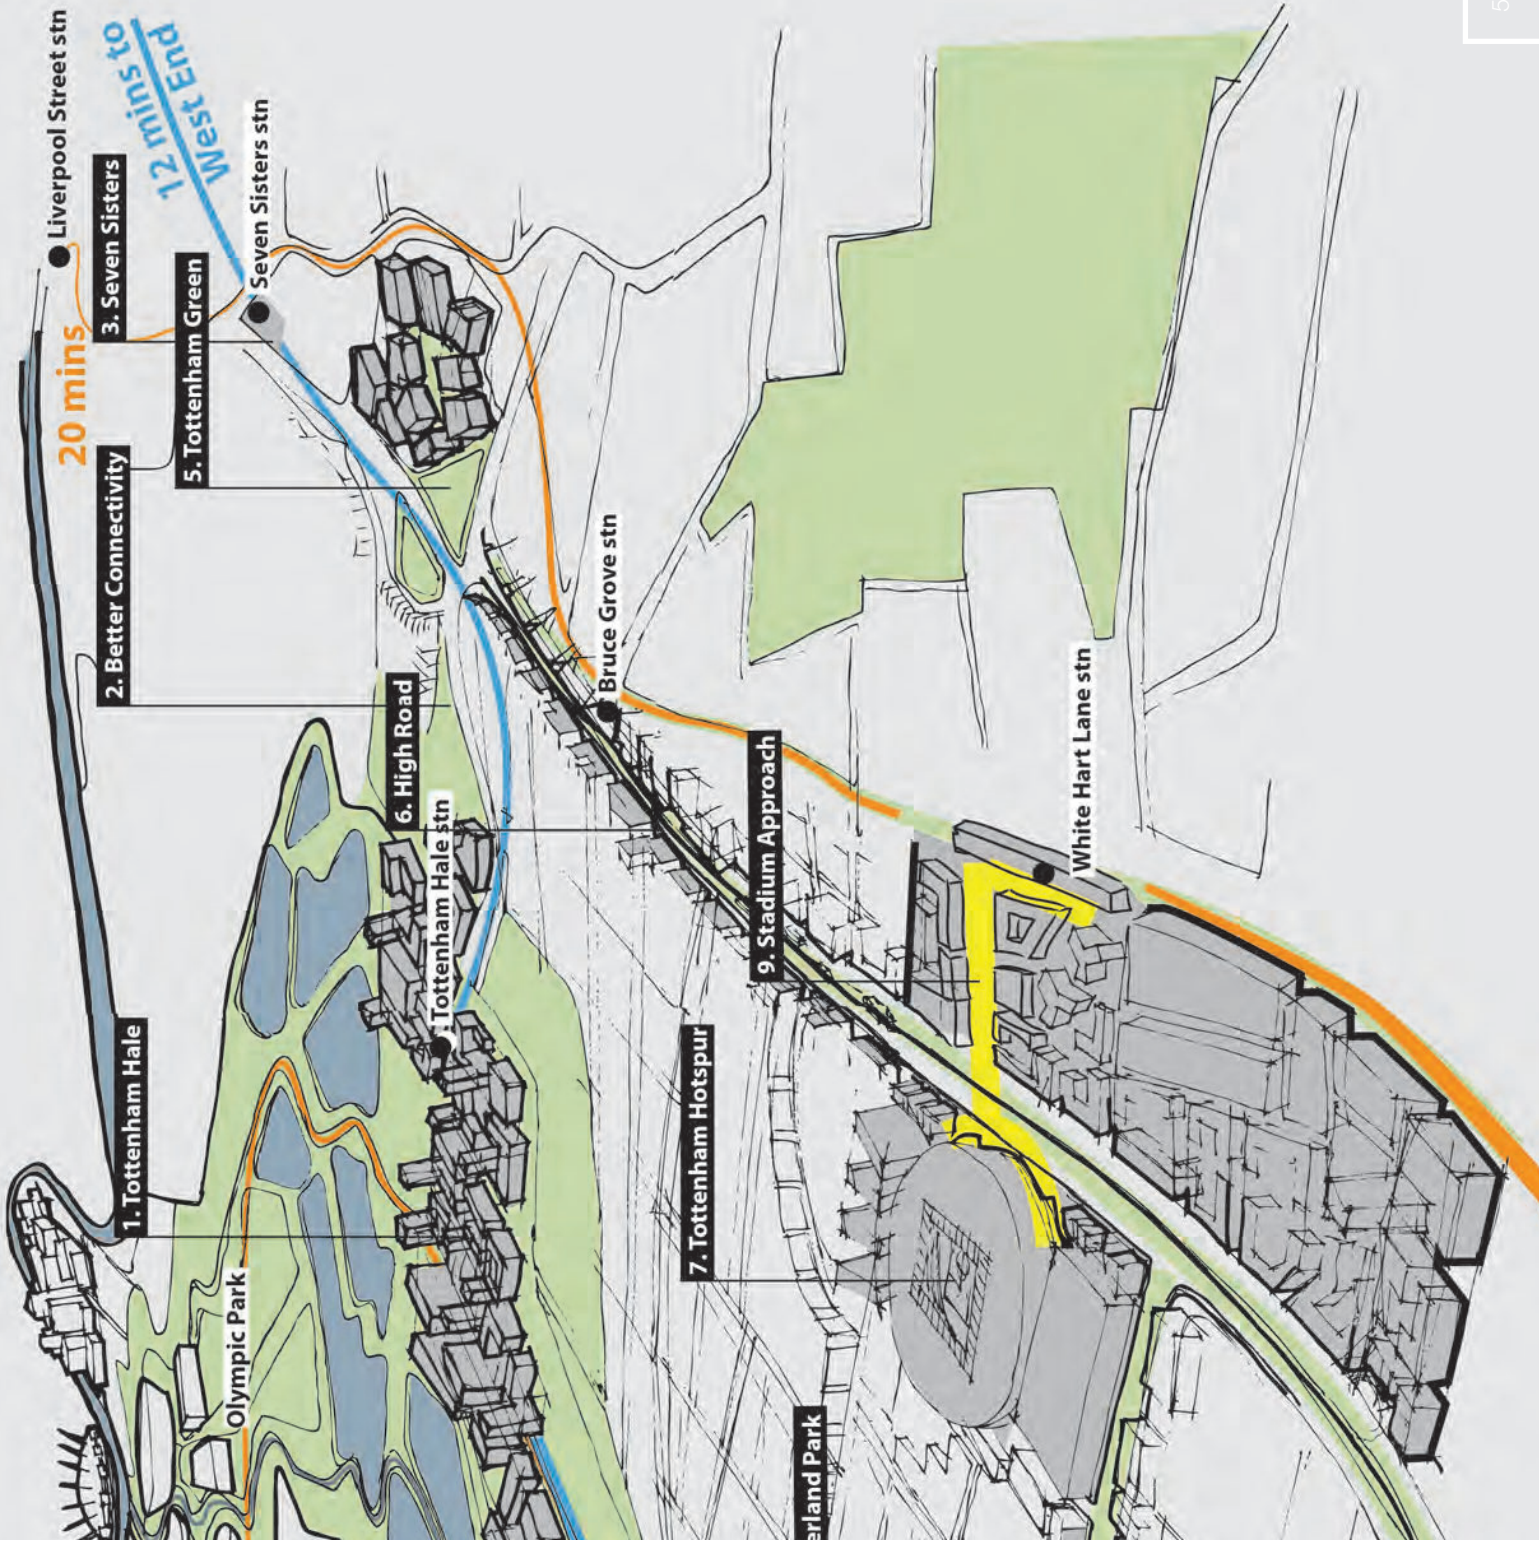 Liverpool Street stn
20 mins
12 mins to
West End
3. Seven Sisters
Seven Sisters stn
2. Better Connectivity
5. Tottenham Green
1. Tottenham Hale
Olympic Park
6. High Road
Tottenham Hale stn
Bruce Grove stn
7. Tottenham Hotspur
9. Stadium Approach
erland Park
White Hart Lane stn
5